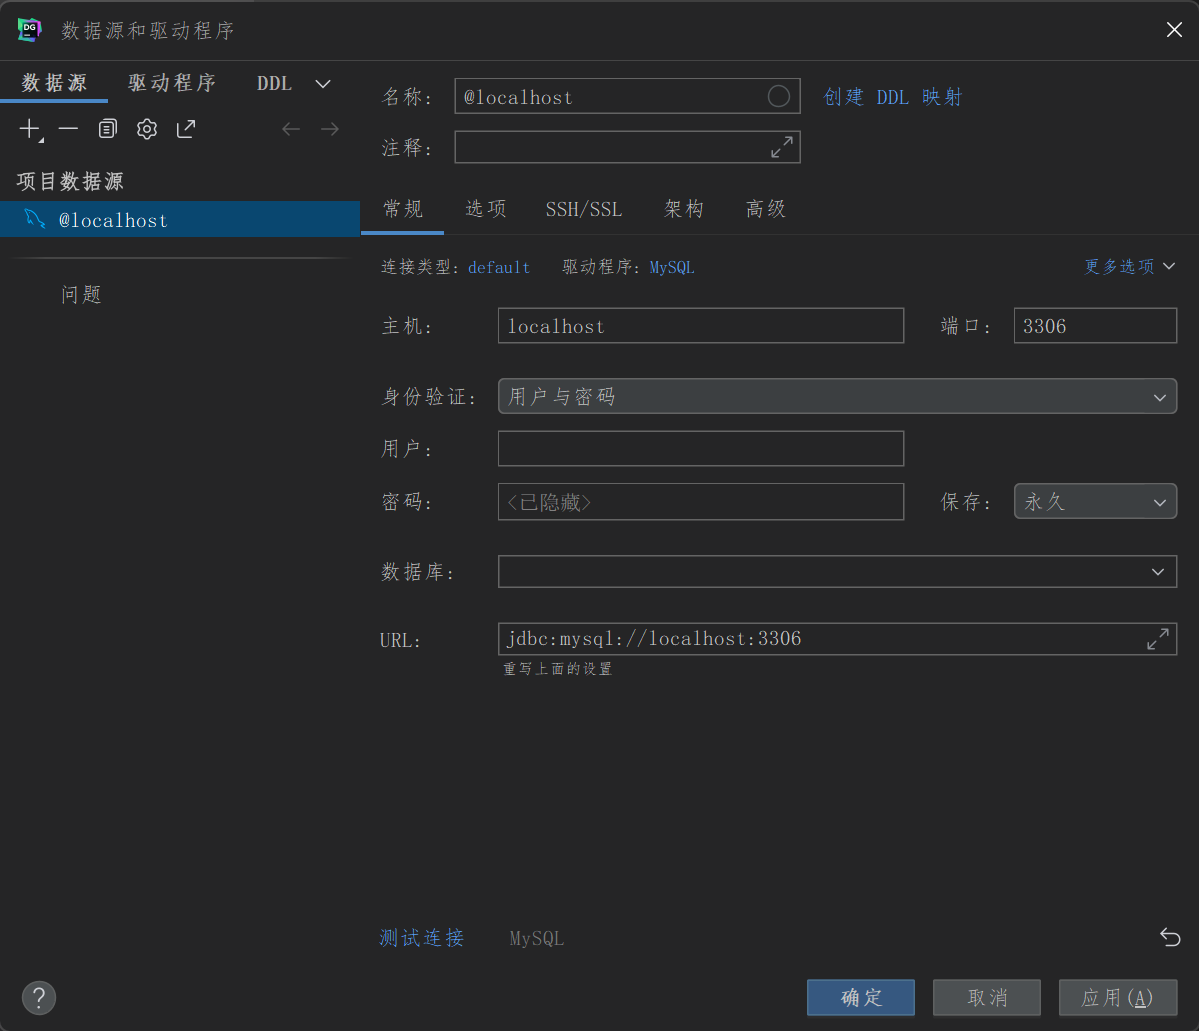 DG
数据源和驱动程序
数据源 驱动程序 DDL
项目数据源
@localhost
问题
名称: @localhost 创建 DDL 映射
注释:
常规 选项 SSH/SSL 架构 高级
连接类型: default 驱动程序: MySQL 更多选项
主机: localhost 端口: 3306
身份验证: 用户与密码
用户:
密码: <已隐藏> 保存: 永久
数据库:
URL: jdbc:mysql://localhost:3306
重写上面的设置
测试连接 MySQL
? 确定 取消 应用(A)